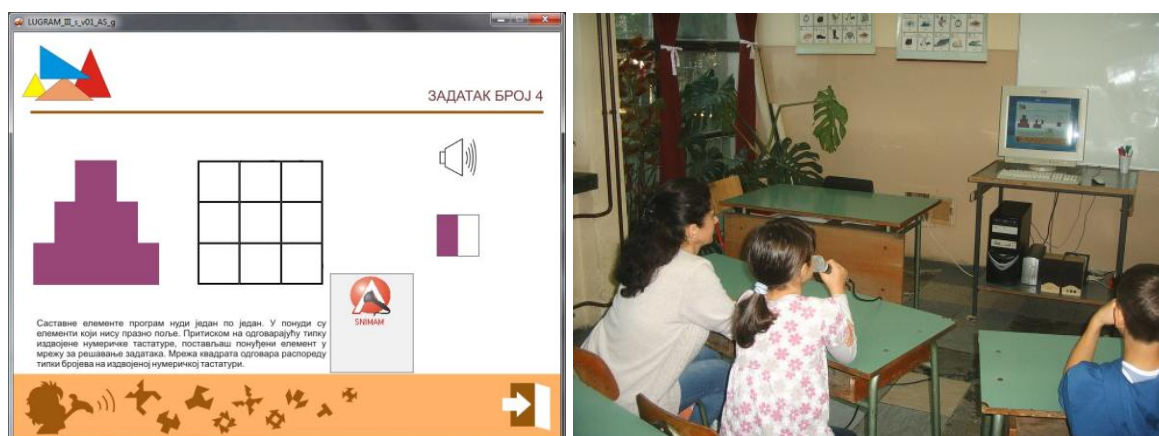 LUGRAM_III_s_v01_AS_g
ЗАДАТАК БРОЈ 4
SNIMAM
Саставне елементе програм нуди један по један. У понуди су
елементи који нису празно поље. Притиском на одговарајућу типку
издвојене нумеричке тастатуре, постављаш понуђени елемент у
мрежу за решавање задатака. Мрежа квадрата одговара распореду
типки бројева на издвојеној нумеричкој тастатури.